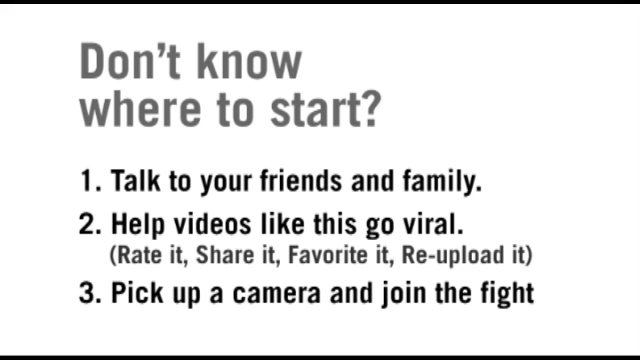 Don't know
where to start?
1. Talk to your friends and family.
2. Help videos like this go viral.
(Rate it, Share it, Favorite it, Re-upload it)
3. Pick up a camera and join the fight